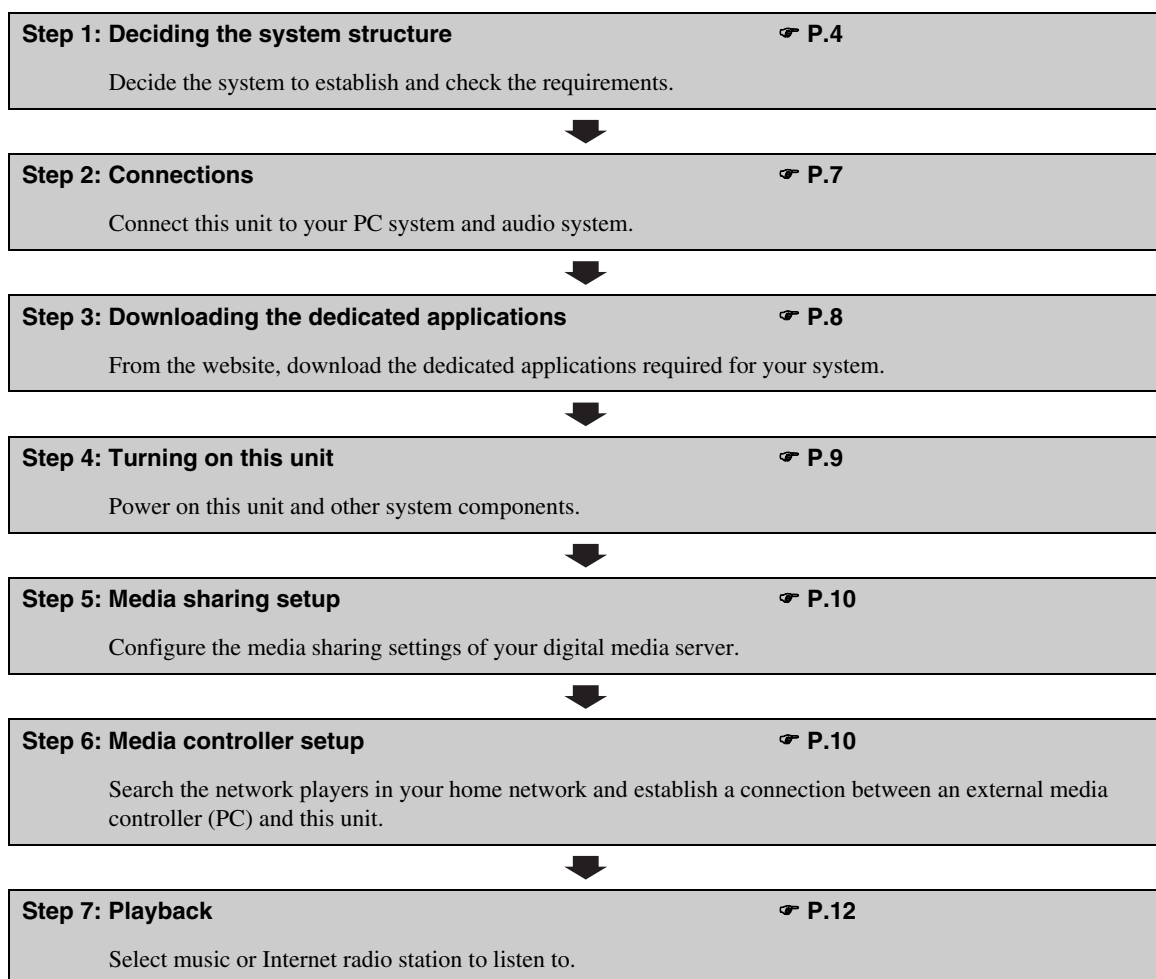 Step 1: Deciding the system structure ☞ P.4
Decide the system to establish and check the requirements.
Step 2: Connections ☞ P.7
Connect this unit to your PC system and audio system.
Step 3: Downloading the dedicated applications ☞ P.8
From the website, download the dedicated applications required for your system.
Step 4: Turning on this unit ☞ P.9
Power on this unit and other system components.
Step 5: Media sharing setup ☞ P.10
Configure the media sharing settings of your digital media server.
Step 6: Media controller setup ☞ P.10
Search the network players in your home network and establish a connection between an external media
controller (PC) and this unit.
Step 7: Playback ☞ P.12
Select music or Internet radio station to listen to.